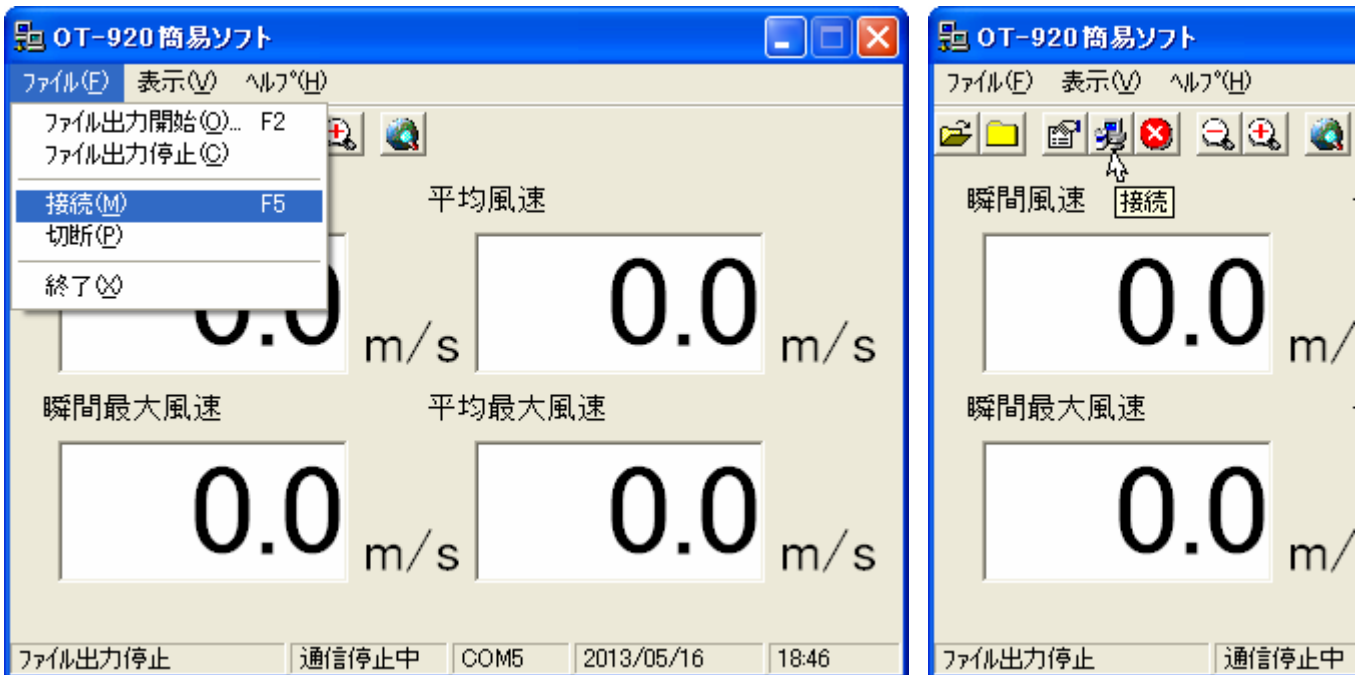 OT-920簡易ソフト
ファイル(F) 表示(V) ヘルプ(H)
ファイル出力開始(O)... F2
ファイル出力停止(C)
接続(M) F5
切断(P)
終了(X)
平均風速
0.0 m/s
0.0 m/s
瞬間最大風速
平均最大風速
0.0 m/s
0.0 m/s
ファイル出力停止 通信停止中 COM5 2013/05/16 18:46
OT-920簡易ソフト
ファイル(F) 表示(V) ヘルプ(H)
瞬間風速
接続
0.0 m/
瞬間最大風速
0.0 m/
ファイル出力停止 通信停止中